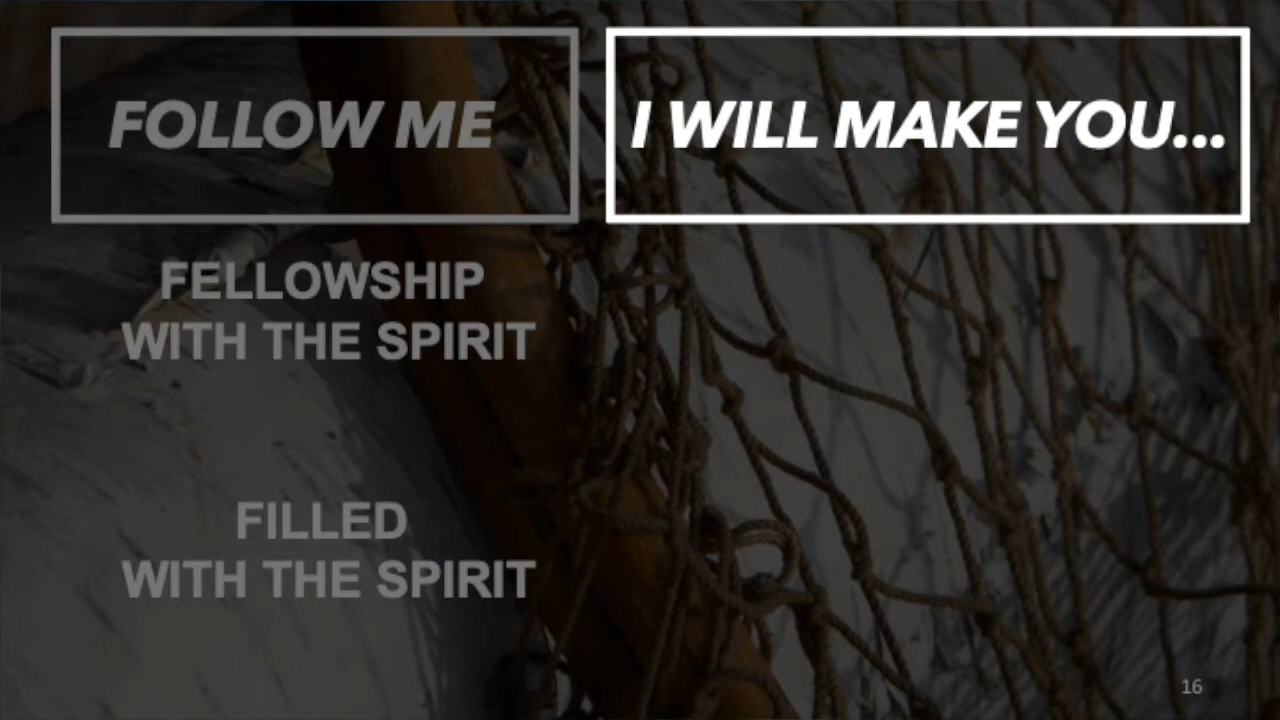 FOLLOW ME
I WILL MAKE YOU...
FELLOWSHIP
WITH THE SPIRIT
FILLED
WITH THE SPIRIT
16